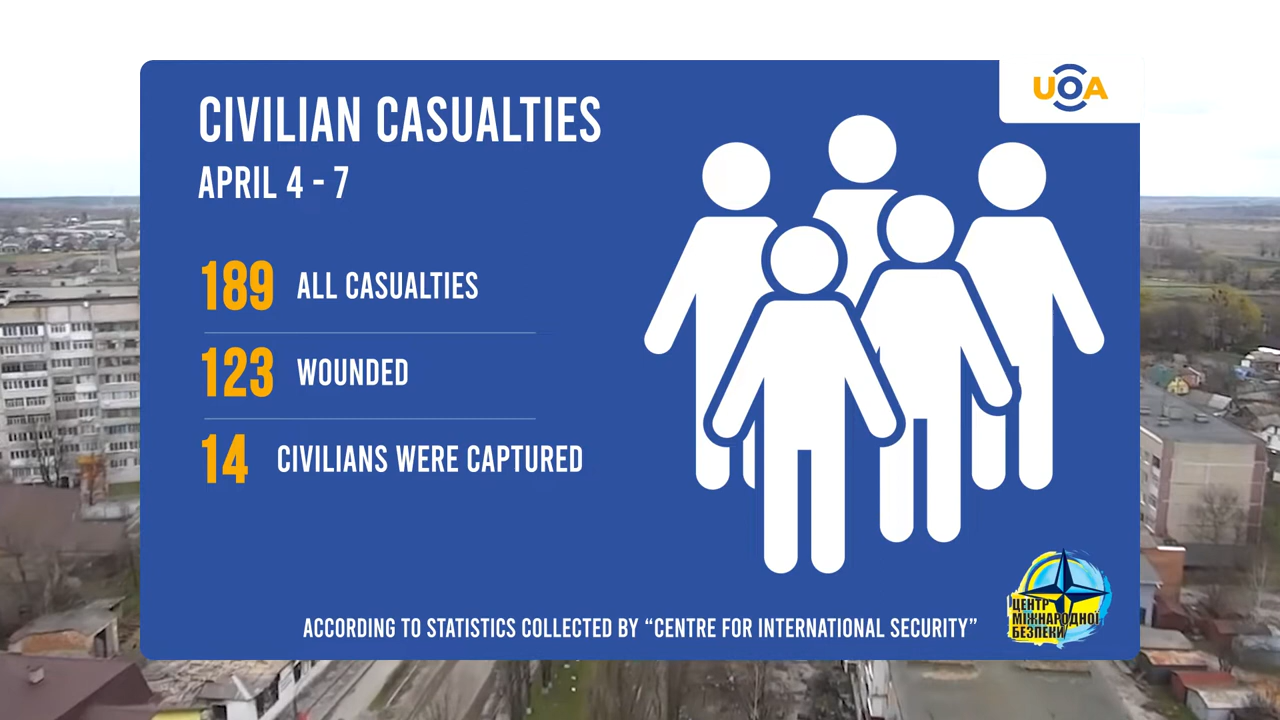 UOA
CIVILIAN CASUALTIES
APRIL 4 - 7
189 ALL CASUALTIES
123 WOUNDED
14 CIVILIANS WERE CAPTURED
ACCORDING TO STATISTICS COLLECTED BY “CENTRE FOR INTERNATIONAL SECURITY”
ЦЕНТР
МІЖНАРОДНОЇ
БЕЗПЕКИ